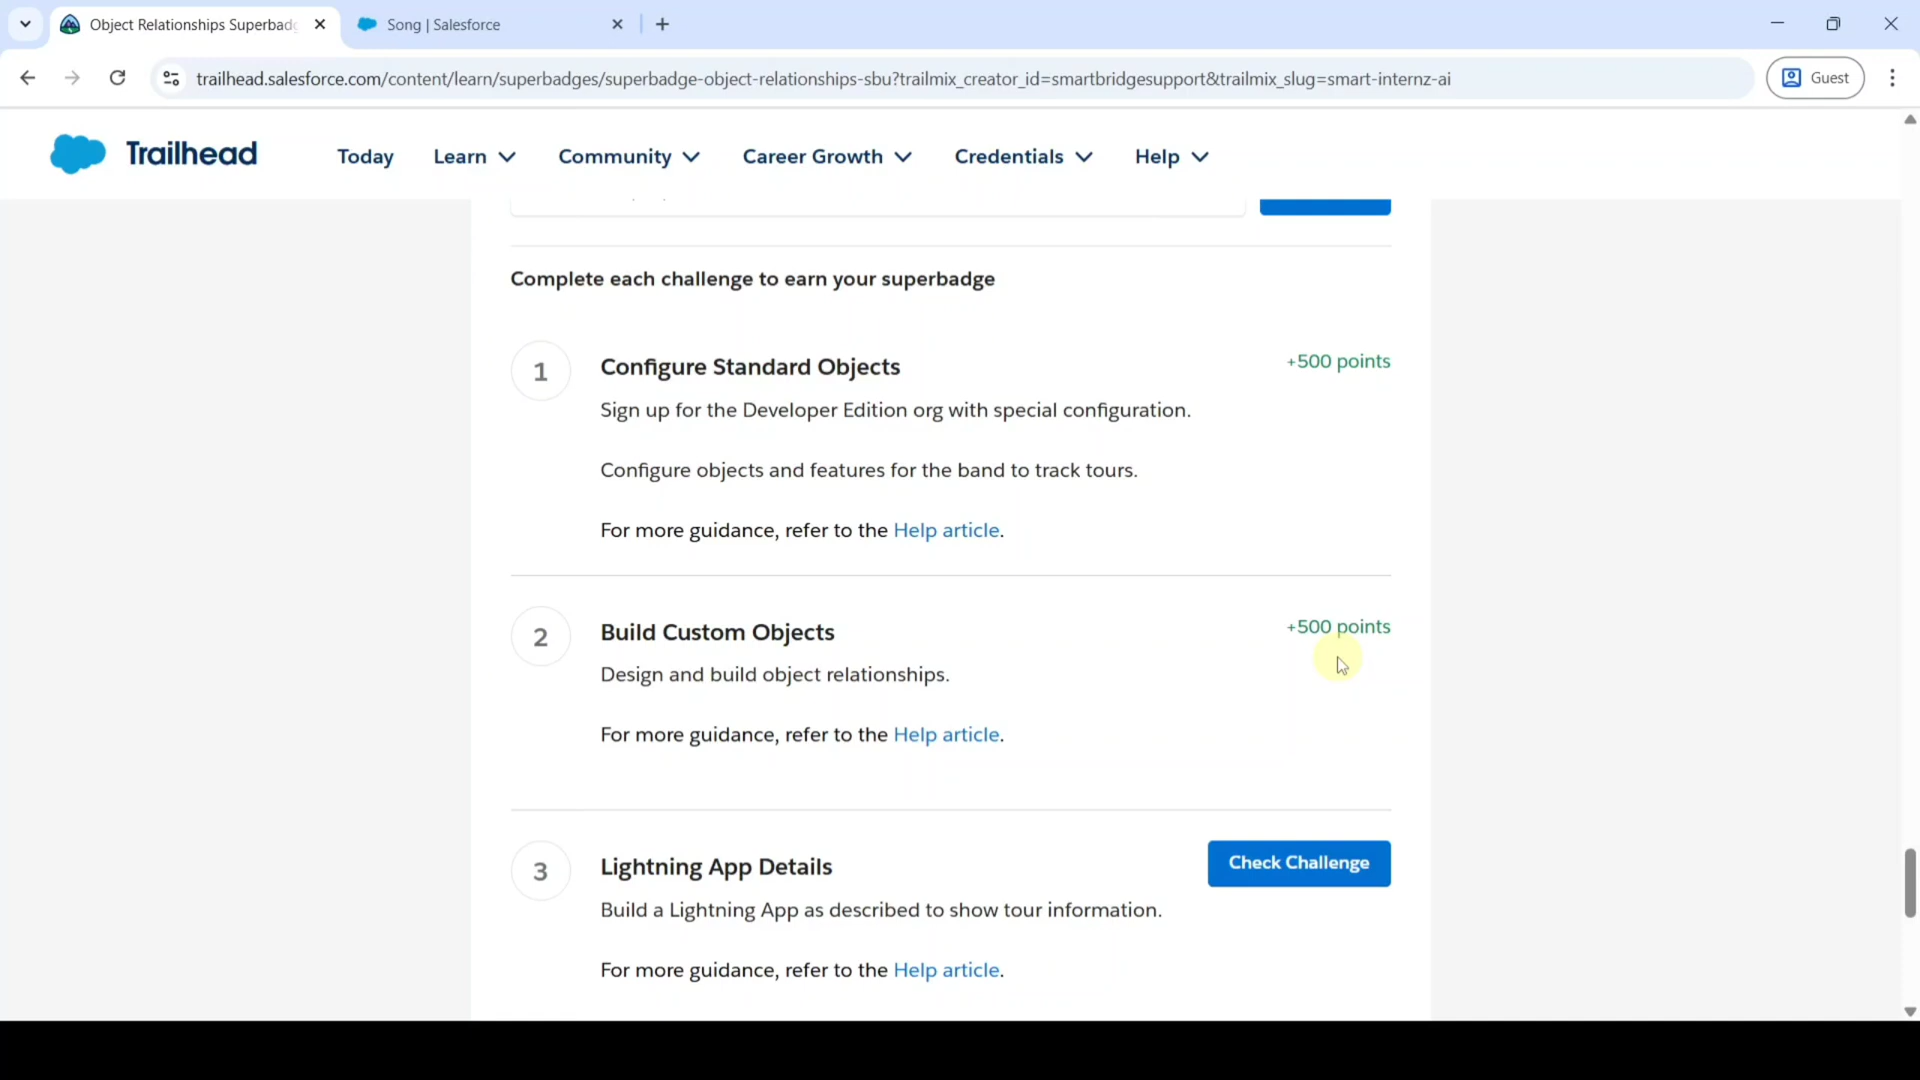 Object Relationships Superbadg
Song | Salesforce
trailhead.salesforce.com/content/learn/superbadges/superbadge-object-relationships-sbu?trailmix_creator_id=smartbridgesupport&trailmix_slug=smart-internz-ai
Guest
Trailhead
Today
Learn
Community
Career Growth
Credentials
Help
Complete each challenge to earn your superbadge
1
Configure Standard Objects
+500 points
Sign up for the Developer Edition org with special configuration.
Configure objects and features for the band to track tours.
For more guidance, refer to the Help article.
2
Build Custom Objects
+500 points
Design and build object relationships.
For more guidance, refer to the Help article.
3
Lightning App Details
Check Challenge
Build a Lightning App as described to show tour information.
For more guidance, refer to the Help article.